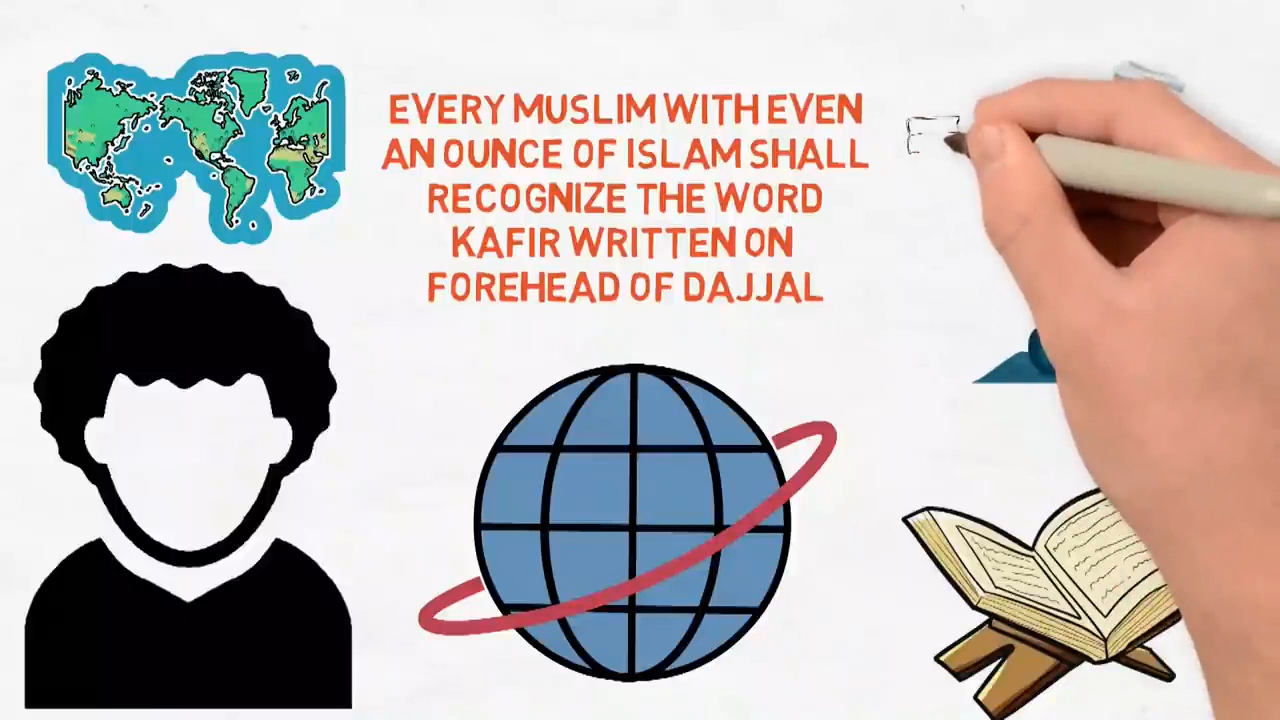 EVERY MUSLIM WITH EVEN
AN OUNCE OF ISLAM SHALL
RECOGNIZE THE WORD
KAFIR WRITTEN ON
FOREHEAD OF DAJJAL